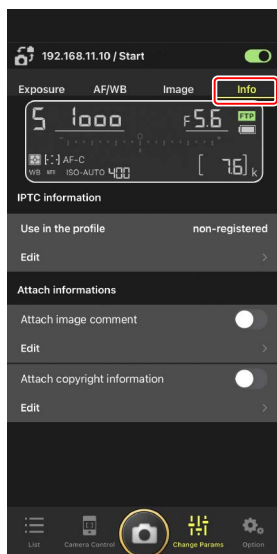 192.168.11.10 / Start
Exposure AF/WB Image Info
S 1000 F5.6 FTP
AF-C
WB ISO-AUTO 400 [ 7.6] k
IPTC information
Use in the profile non-registered
Edit
Attach informations
Attach image comment
Edit
Attach copyright information
Edit
List Camera Control Change Params Option